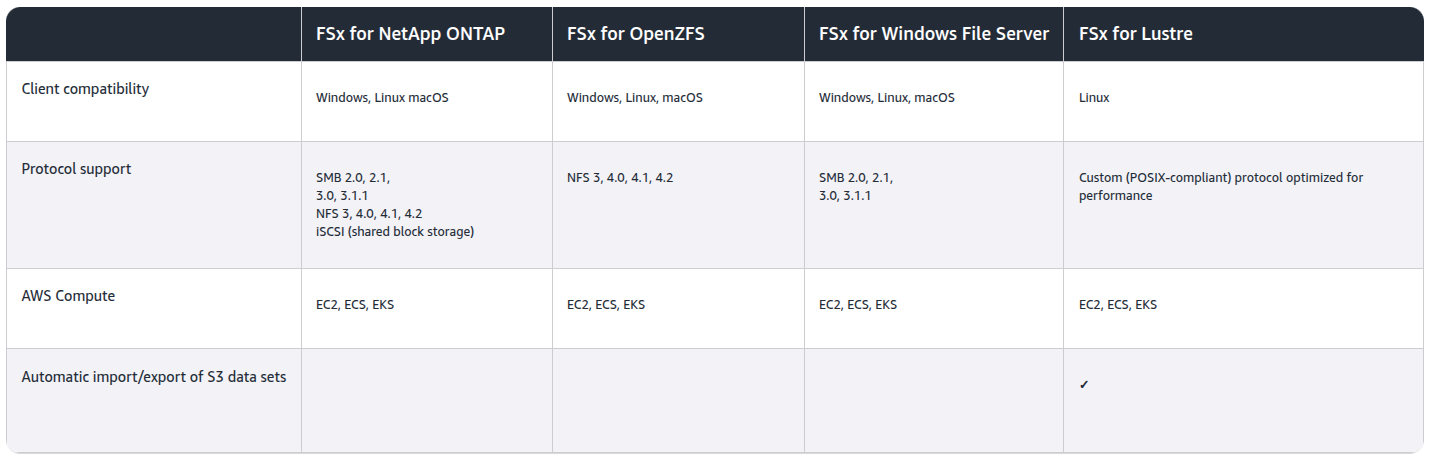 FSx for NetApp ONTAP
FSx for OpenZFS
FSx for Windows File Server
FSx for Lustre
Client compatibility
Windows, Linux macOS
Windows, Linux, macOS
Windows, Linux, macOS
Linux
Protocol support
SMB 2.0, 2.1,
3.0, 3.1.1
NFS 3, 4.0, 4.1, 4.2
iSCSI (shared block storage)
NFS 3, 4.0, 4.1, 4.2
SMB 2.0, 2.1,
3.0, 3.1.1
Custom (POSIX-compliant) protocol optimized for
performance
AWS Compute
EC2, ECS, EKS
EC2, ECS, EKS
EC2, ECS, EKS
EC2, ECS, EKS
Automatic import/export of S3 data sets
✓